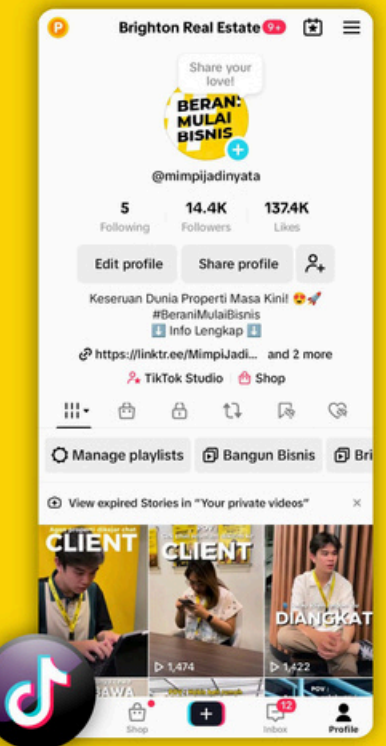 P
Brighton Real Estate 9+
Share your
love!
BERANI
MULAI
BISNIS
@mimpijadinyata
5 14.4K 137.4K
Following Followers Likes
Edit profile Share profile
Keseruan Dunia Properti Masa Kini! 😍🚀
#BeraniMulaiBisnis
⬇️ Info Lengkap ⬇️
https://linktr.ee/MimpiJadi... and 2 more
TikTok Studio Shop
Manage playlists Bangun Bisnis Bri
View expired Stories in "Your private videos"
CLIENT
CLIENT
DIANGKAT
1,474
1,422
POV :
Shop
12
Inbox
Profile